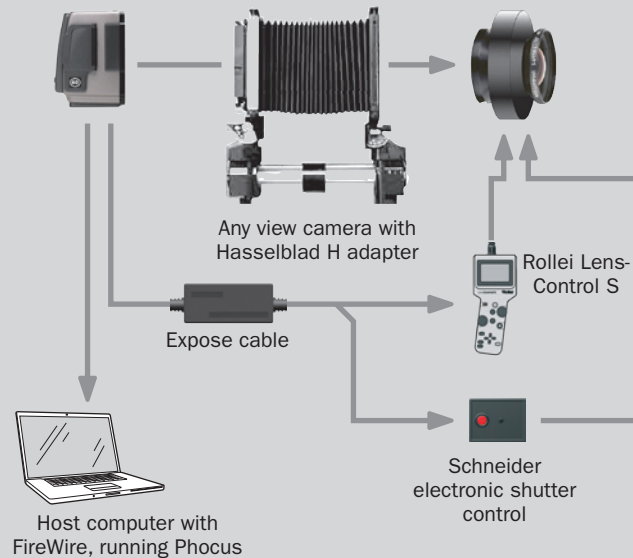 Any view camera with
Hasselblad H adapter
Rollei Lens-
Control S
Expose cable
Schneider
electronic shutter
control
Host computer with
FireWire, running Phocus